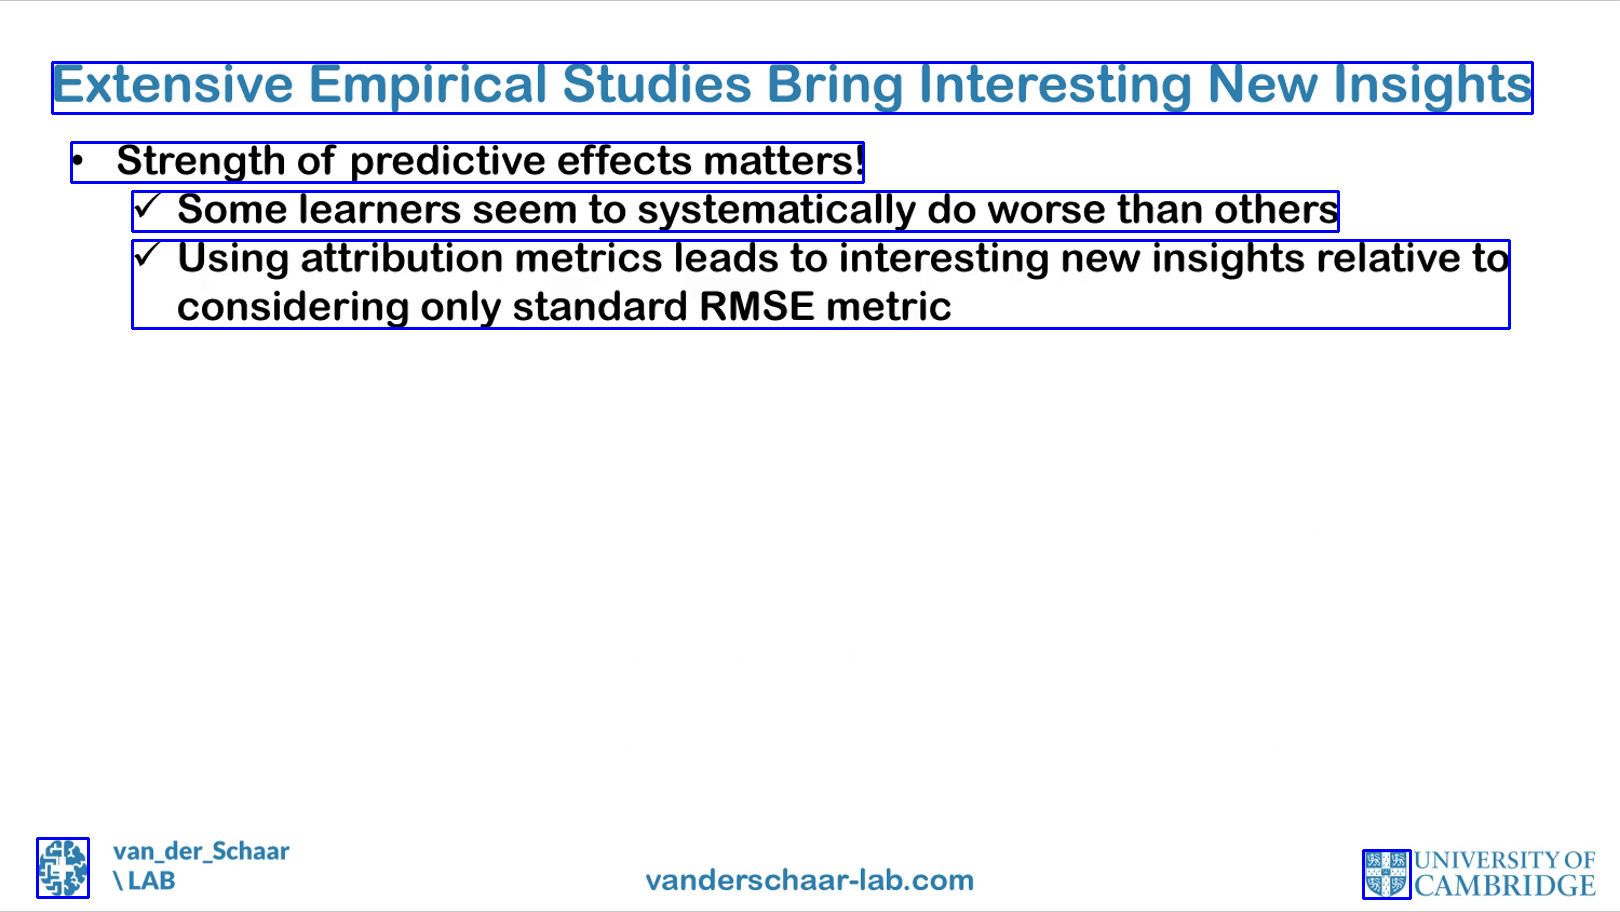 Extensive Empirical Studies Bring Interesting New Insights
• Strength of predictive effects matters!
✓ Some learners seem to systematically do worse than others
✓ Using attribution metrics leads to interesting new insights relative to
considering only standard RMSE metric
van_der_Schaar
\ LAB
vanderschaar-lab.com
UNIVERSITY OF
CAMBRIDGE